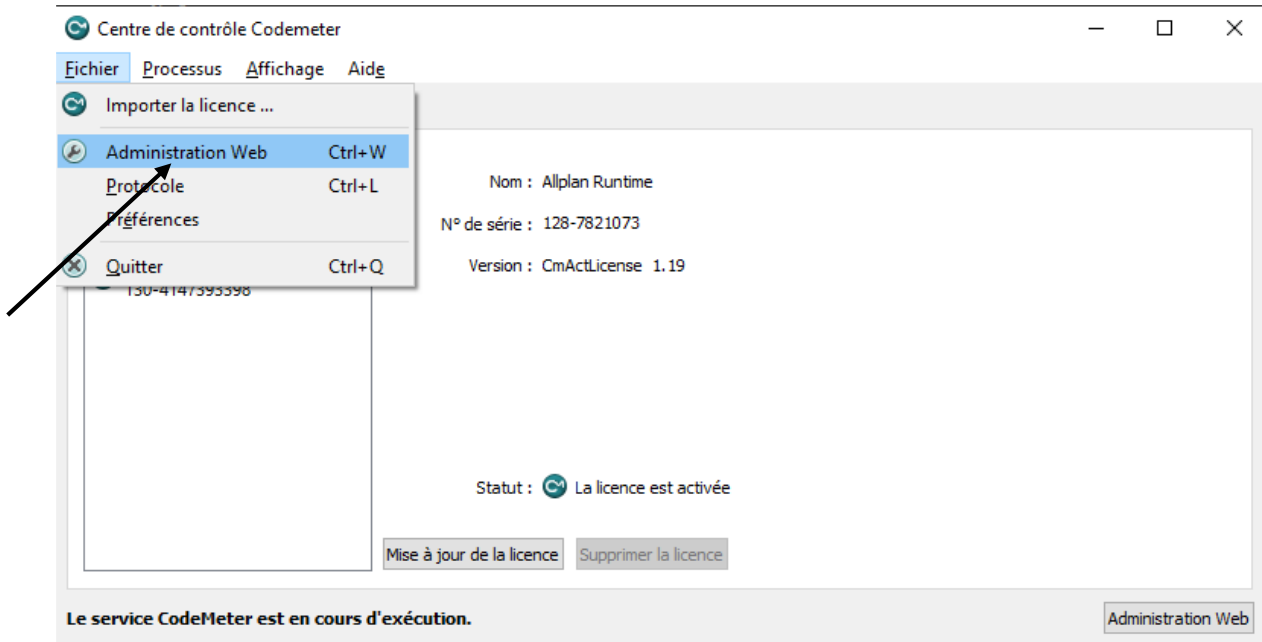 Centre de contrôle Codemeter
Fichier Processus Affichage Aide
Importer la licence ...
Administration Web Ctrl+W
Protocole Ctrl+L
Préférences
Quitter Ctrl+Q
130-4147393398
Nom : Allplan Runtime
N° de série : 128-7821073
Version : CmActLicense 1.19
Statut : La licence est activée
Mise à jour de la licence Supprimer la licence
Le service CodeMeter est en cours d'exécution. Administration Web